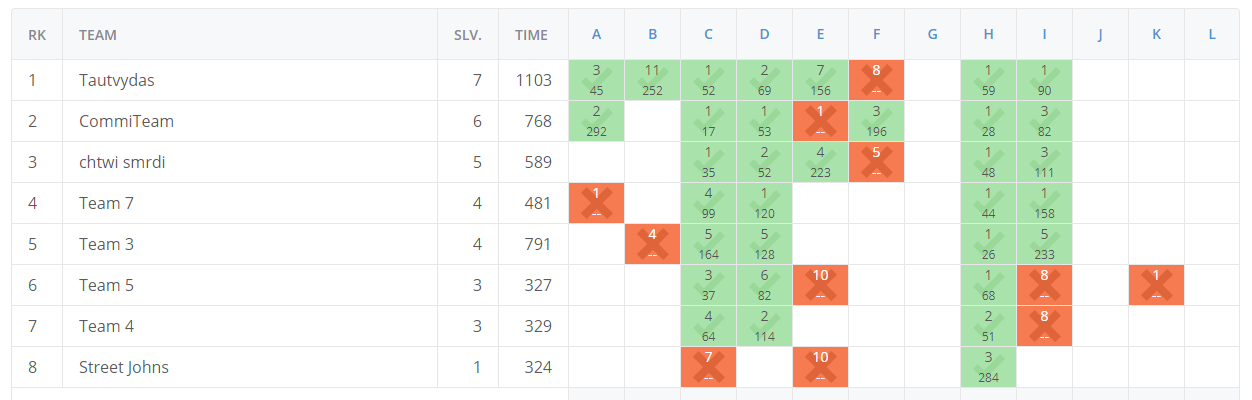 RK TEAM SLV. TIME A B C D E F G H I J K L
1 Tautvydas 7 1103 3 45 11 252 1 52 2 69 7 156 8 -- 1 59 1 90
2 CommiTeam 6 768 2 292 1 17 1 53 1 -- 3 196 1 28 3 82
3 chtwi smrdi 5 589 1 35 2 52 4 223 5 -- 1 48 3 111
4 Team 7 4 481 1 -- 4 99 1 120 1 44 1 158
5 Team 3 4 791 4 -- 5 164 5 128 1 26 5 233
6 Team 5 3 327 3 37 6 82 10 -- 1 68 8 -- 1 --
7 Team 4 3 329 4 64 2 114 2 51 8 --
8 Street Johns 1 324 7 -- 10 -- 3 284